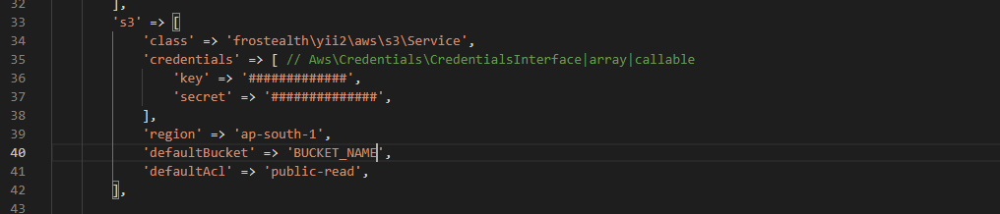 32 ],
33 's3' => [
34 'class' => 'frostealth\yii2\aws\s3\Service',
35 'credentials' => [ // Aws\Credentials\CredentialsInterface|array|callable
36 'key' => '#############',
37 'secret' => '##############',
38 ],
39 'region' => 'ap-south-1',
40 'defaultBucket' => 'BUCKET_NAME',
41 'defaultAcl' => 'public-read',
42 ],
43